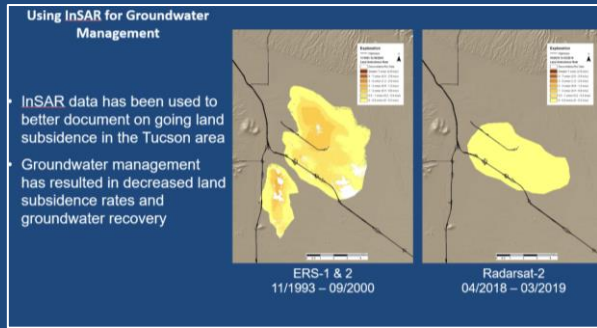 Using InSAR for Groundwater
Management
• InSAR data has been used to
better document on going land
subsidence in the Tucson area
• Groundwater management
has resulted in decreased land
subsidence rates and
groundwater recovery
Explanation
Explanation
ERS-1 & 2
11/1993 – 09/2000
Radarsat-2
04/2018 – 03/2019